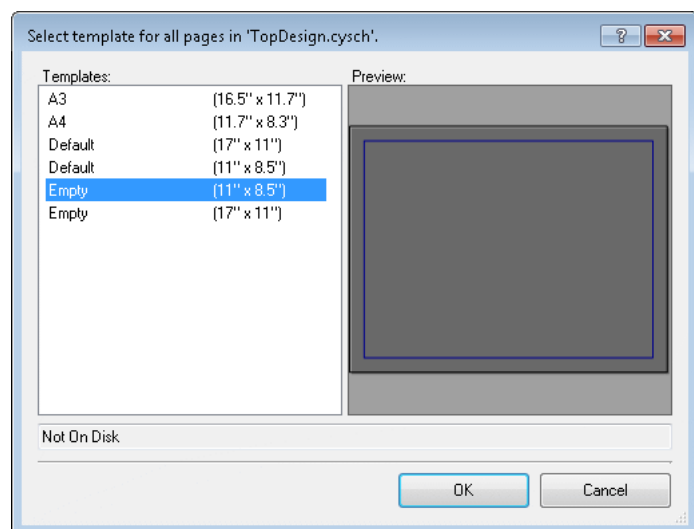 Select template for all pages in 'TopDesign.cysch'.
Templates:
Preview:
A3 (16.5" x 11.7")
A4 (11.7" x 8.3")
Default (17" x 11")
Default (11" x 8.5")
Empty (11" x 8.5")
Empty (17" x 11")
Not On Disk
OK
Cancel